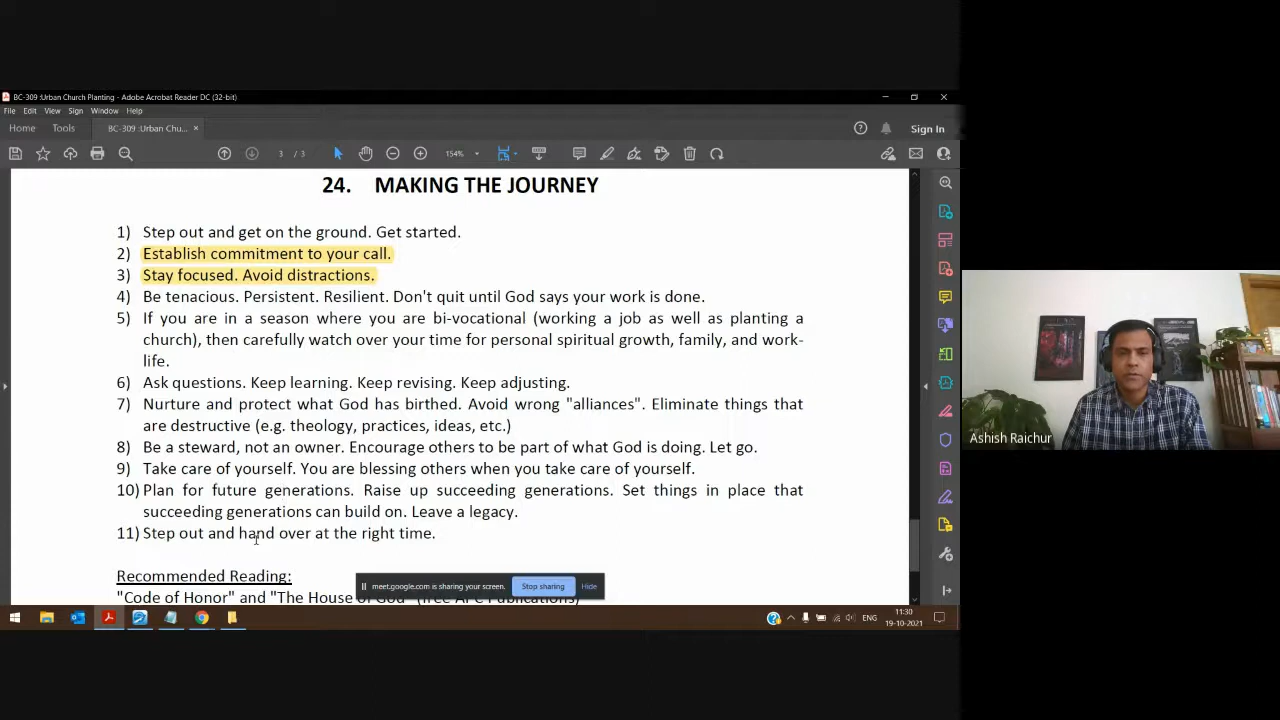 BC-309 :Urban Church Planting - Adobe Acrobat Reader DC (32-bit)
File Edit View Sign Window Help
Home Tools BC-309 :Urban Chu... × Sign In
3 / 3 154%
24. MAKING THE JOURNEY
1) Step out and get on the ground. Get started.
2) Establish commitment to your call.
3) Stay focused. Avoid distractions.
4) Be tenacious. Persistent. Resilient. Don't quit until God says your work is done.
5) If you are in a season where you are bi-vocational (working a job as well as planting a
church), then carefully watch over your time for personal spiritual growth, family, and work-
life.
6) Ask questions. Keep learning. Keep revising. Keep adjusting.
7) Nurture and protect what God has birthed. Avoid wrong "alliances". Eliminate things that
are destructive (e.g. theology, practices, ideas, etc.)
8) Be a steward, not an owner. Encourage others to be part of what God is doing. Let go.
9) Take care of yourself. You are blessing others when you take care of yourself.
10) Plan for future generations. Raise up succeeding generations. Set things in place that
succeeding generations can build on. Leave a legacy.
11) Step out and hand over at the right time.
Recommended Reading:
"Code of Honor" and "The House of God" (free APC Publications)
meet.google.com is sharing your screen. Stop sharing Hide
ENG 11:30
19-10-2021
Ashish Raichur